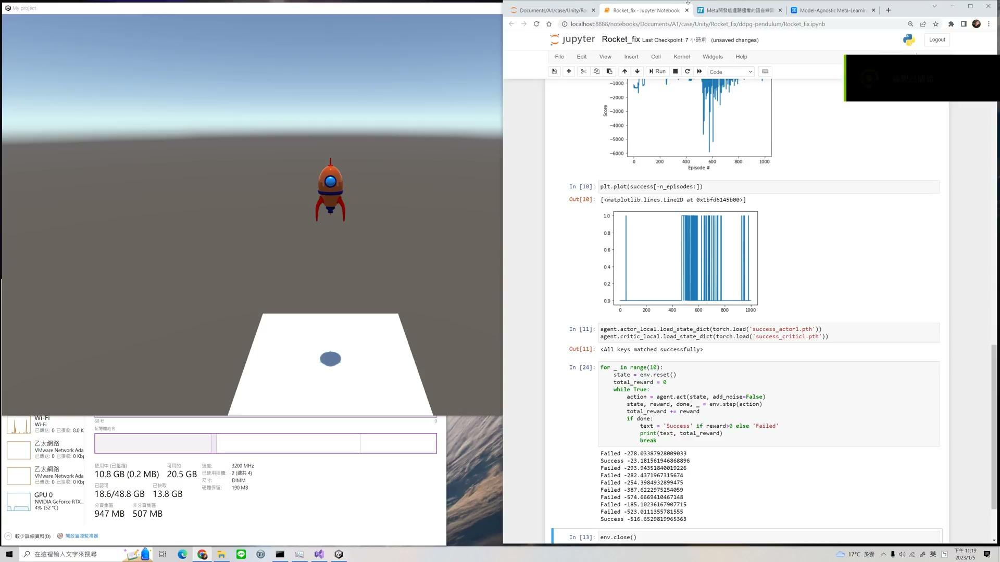 My project
Documents/A1/case/Unity/Ro
Rocket_fix - Jupyter Notebook
Meta開發能邊聽邊看的語音辨識
Model-Agnostic Meta-Learnin
localhost:8888/notebooks/Documents/A1/case/Unity/Rocket_fix/ddpg-pendulum/Rocket_fix.ipynb
jupyter Rocket_fix Last Checkpoint: 7 小時前 (unsaved changes)
Logout
File Edit View Insert Cell Kernel Widgets Help
Run
Code
−1000
−2000
−3000
−4000
−5000
−6000
Score
0 200 400 600 800 1000
Episode #
In [10]: plt.plot(success[-n_episodes:])
Out[10]: [<matplotlib.lines.Line2D at 0x1bfd6145b00>]
1.0
0.8
0.6
0.4
0.2
0.0
0 200 400 600 800 1000
In [11]: agent.actor_local.load_state_dict(torch.load('success_actor1.pth'))
agent.critic_local.load_state_dict(torch.load('success_critic1.pth'))
Out[11]: <All keys matched successfully>
In [24]: for _ in range(10):
state = env.reset()
total_reward = 0
while True:
action = agent.act(state, add_noise=False)
state, reward, done, _ = env.step(action)
total_reward += reward
if done:
text = 'Success' if reward>0 else 'Failed'
print(text, total_reward)
break
Failed -278.03387928009033
Success -23.181561946868896
Failed -293.94351840019226
Failed -282.4371967315674
Failed -254.3984932899475
Failed -387.6222975254059
Failed -574.6669410467148
Failed -185.10236167907715
Failed -523.0111355781555
Success -516.6529819965363
In [13]: env.close()
Wi-Fi
Wi-Fi
已傳送: 0 已接收: 8.0 K
乙太網路
VMware Network Ada
已傳送: 0 已接收: 0 Kbp
乙太網路
VMware Network Ada
已傳送: 0 已接收: 0 Kbp
GPU 0
NVIDIA GeForce RTX...
4% (52 °C)
60 秒
0
記憶體組合
使用中 (已壓縮) 可用的
10.8 GB (0.2 MB) 20.5 GB
已認可 已快取
18.6/48.8 GB 13.8 GB
分頁集區 非分頁集區
947 MB 507 MB
速度: 3200 MHz
已使用插槽: 2 (總共 4)
尺寸: DIMM
硬體保留: 190 MB
較少詳細資料(D)
開啟資源監視器
在這裡輸入文字來搜尋
17°C 多雲
英
下午 11:19
2023/1/5